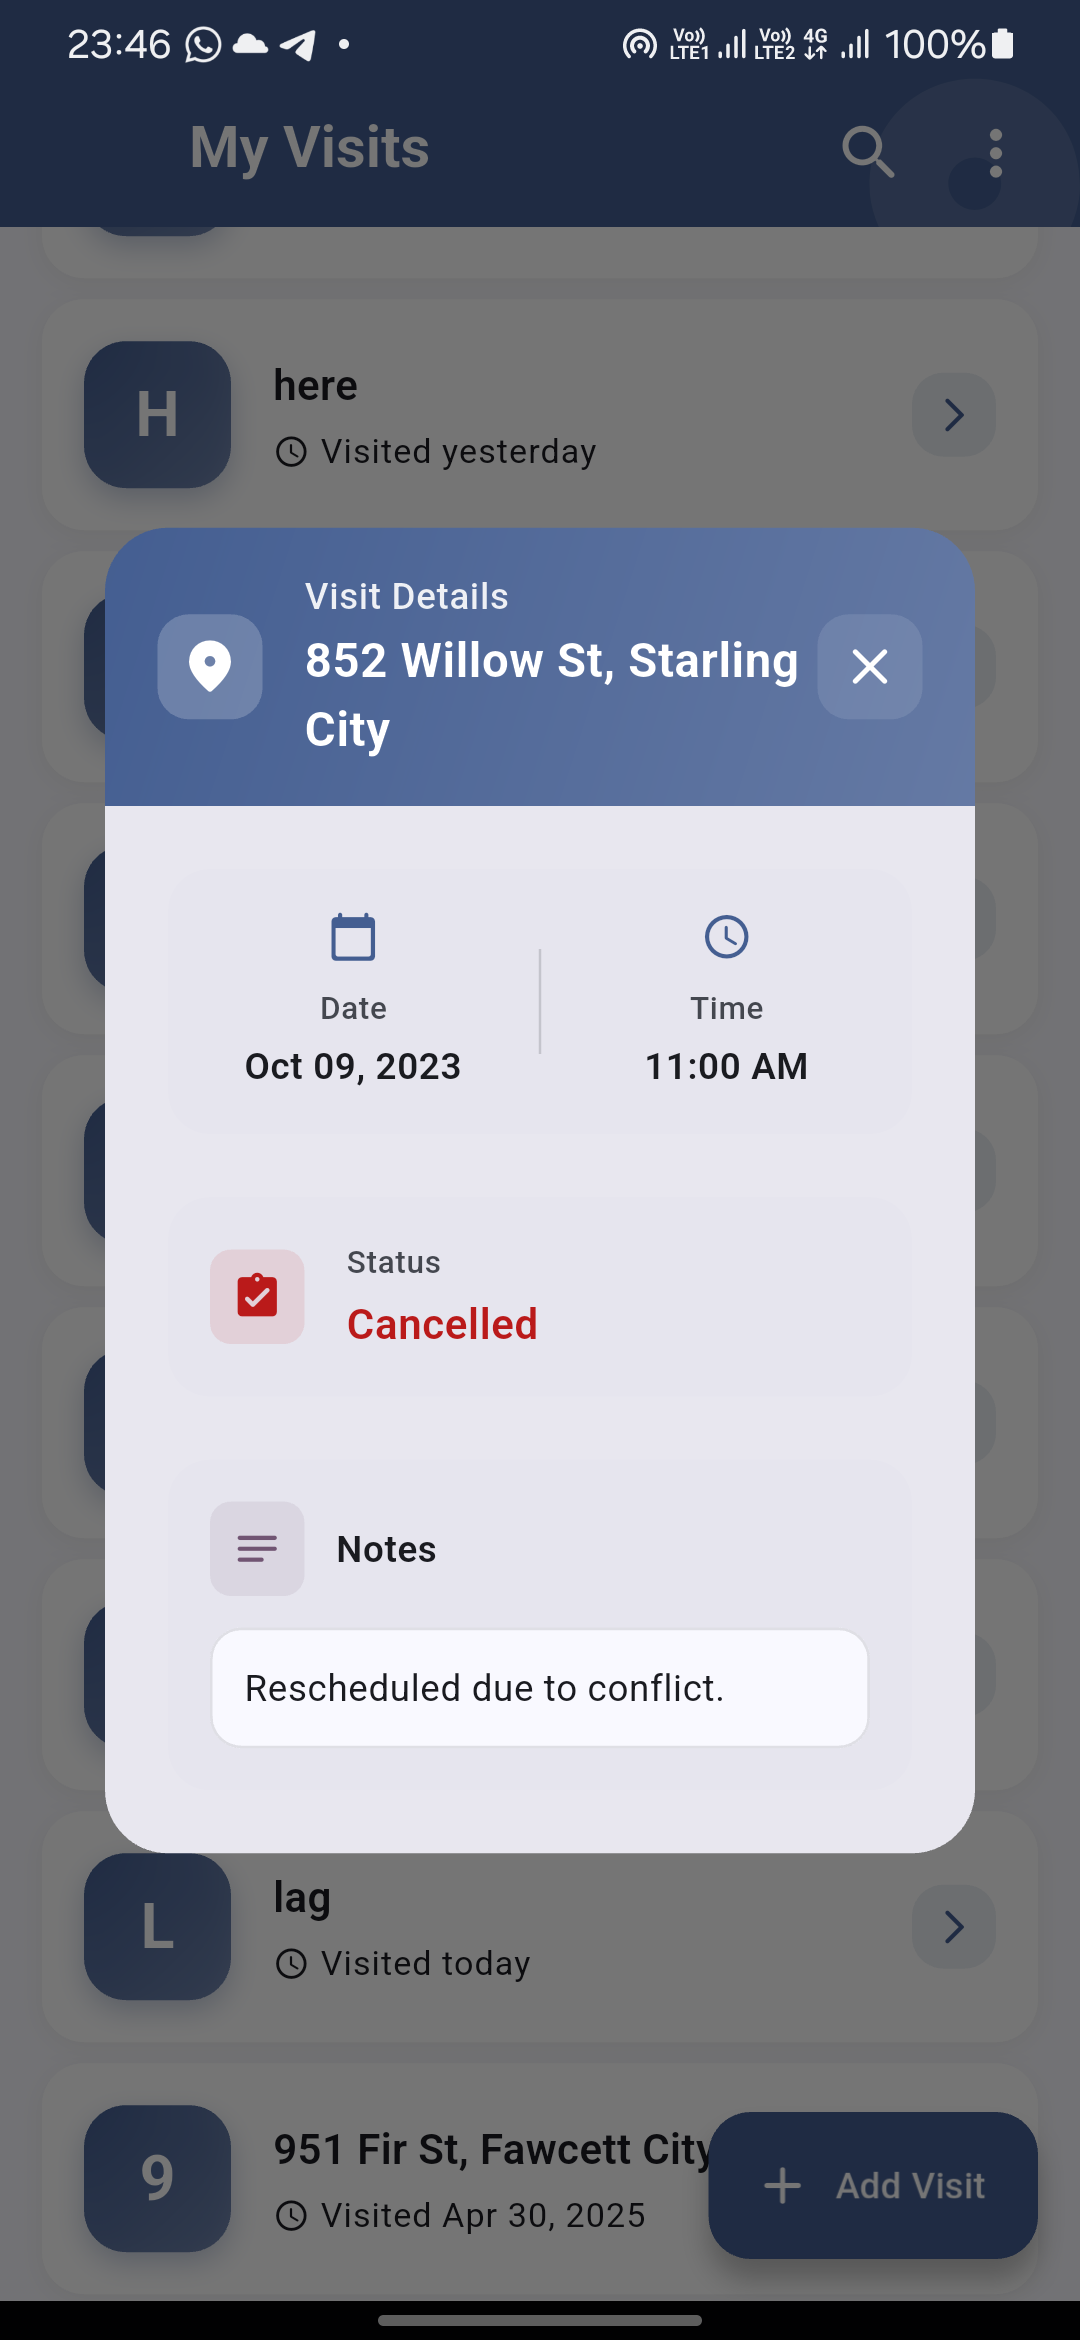 23:46
Vo)) LTE1 Vo)) LTE2 4G 100%
My Visits
H
here
Visited yesterday
Visit Details
852 Willow St, Starling
City
Date
Oct 09, 2023
Time
11:00 AM
Status
Cancelled
Notes
Rescheduled due to conflict.
L
lag
Visited today
9
951 Fir St, Fawcett City
Visited Apr 30, 2025
Add Visit